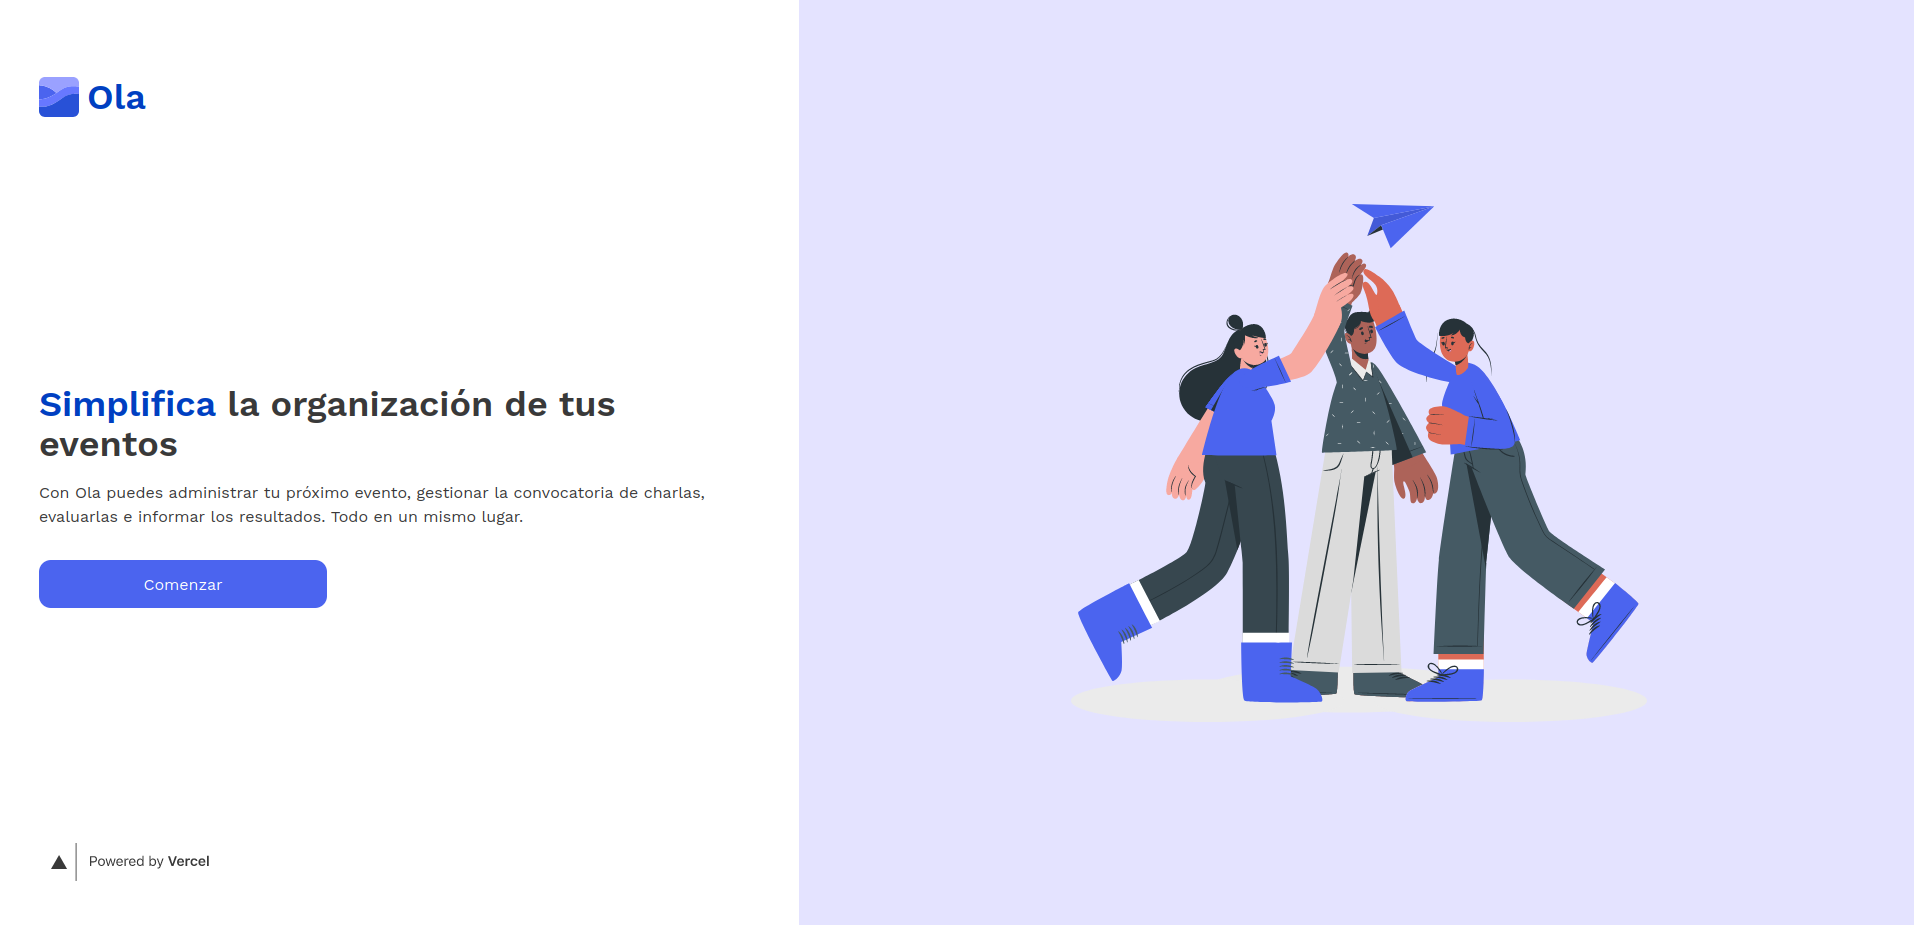 Ola
Simplifica la organización de tus
eventos
Con Ola puedes administrar tu próximo evento, gestionar la convocatoria de charlas,
evaluarlas e informar los resultados. Todo en un mismo lugar.
Comenzar
Powered by Vercel